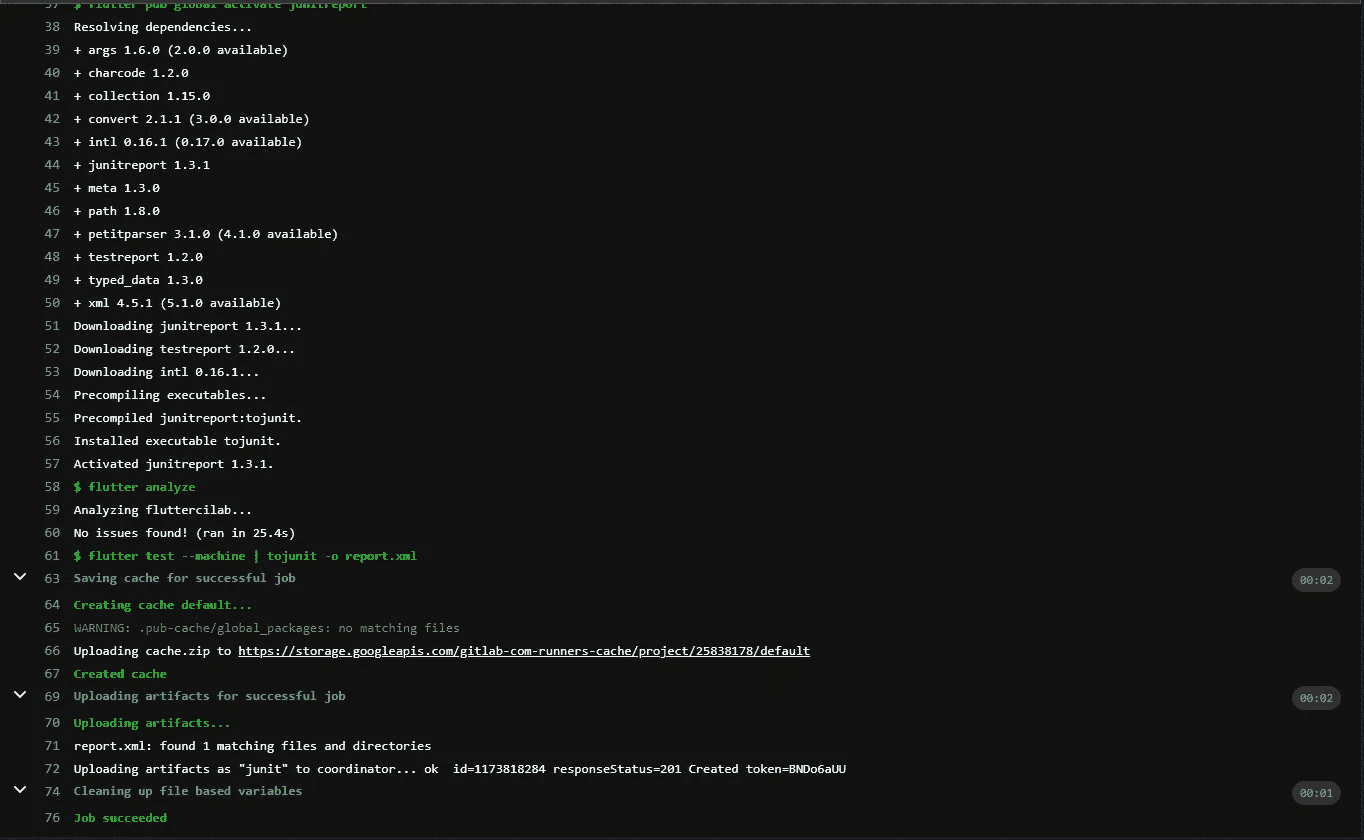 37 $ flutter pub global activate junitreport
38 Resolving dependencies...
39 + args 1.6.0 (2.0.0 available)
40 + charcode 1.2.0
41 + collection 1.15.0
42 + convert 2.1.1 (3.0.0 available)
43 + intl 0.16.1 (0.17.0 available)
44 + junitreport 1.3.1
45 + meta 1.3.0
46 + path 1.8.0
47 + petitparser 3.1.0 (4.1.0 available)
48 + testreport 1.2.0
49 + typed_data 1.3.0
50 + xml 4.5.1 (5.1.0 available)
51 Downloading junitreport 1.3.1...
52 Downloading testreport 1.2.0...
53 Downloading intl 0.16.1...
54 Precompiling executables...
55 Precompiled junitreport:tojunit.
56 Installed executable tojunit.
57 Activated junitreport 1.3.1.
58 $ flutter analyze
59 Analyzing fluttercilab...
60 No issues found! (ran in 25.4s)
61 $ flutter test --machine | tojunit -o report.xml
63 Saving cache for successful job 00:02
64 Creating cache default...
65 WARNING: .pub-cache/global_packages: no matching files
66 Uploading cache.zip to https://storage.googleapis.com/gitlab-com-runners-cache/project/25838178/default
67 Created cache
69 Uploading artifacts for successful job 00:02
70 Uploading artifacts...
71 report.xml: found 1 matching files and directories
72 Uploading artifacts as "junit" to coordinator... ok  id=1173818284 responseStatus=201 Created token=BNDo6aUU
74 Cleaning up file based variables 00:01
76 Job succeeded